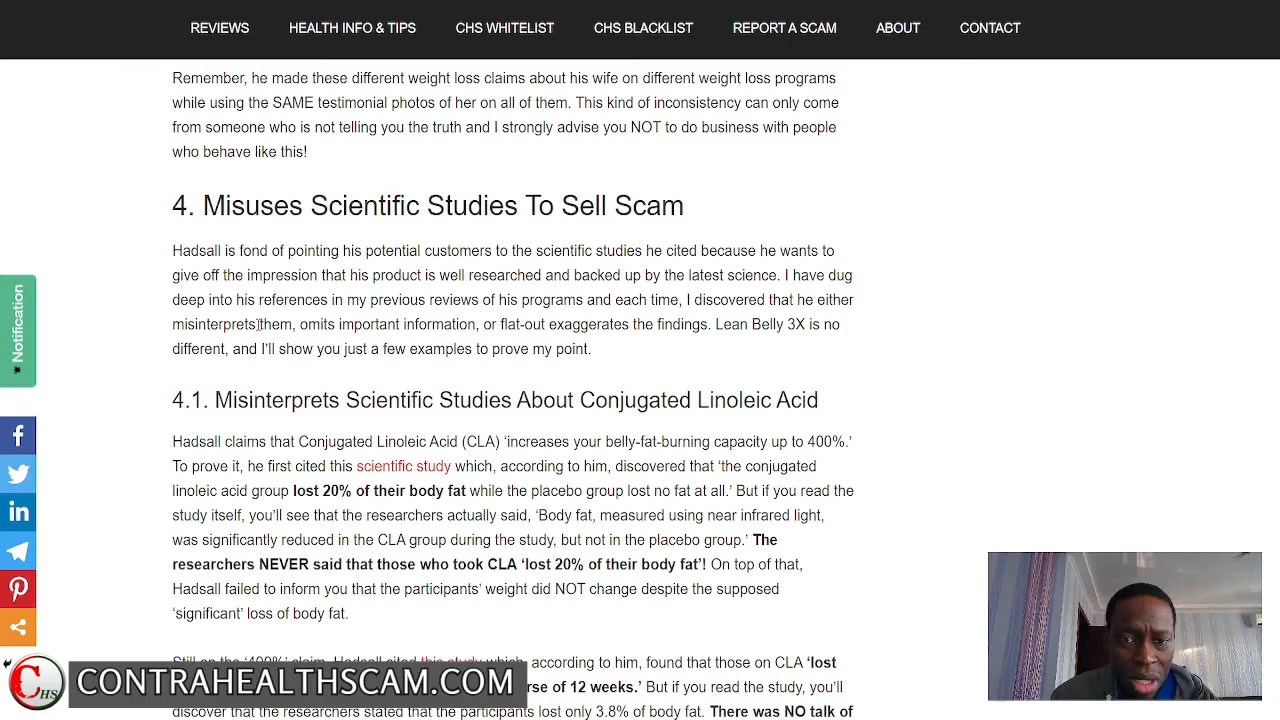 REVIEWS HEALTH INFO & TIPS CHS WHITELIST CHS BLACKLIST REPORT A SCAM ABOUT CONTACT
Remember, he made these different weight loss claims about his wife on different weight loss programs
while using the SAME testimonial photos of her on all of them. This kind of inconsistency can only come
from someone who is not telling you the truth and I strongly advise you NOT to do business with people
who behave like this!
4. Misuses Scientific Studies To Sell Scam
Hadsall is fond of pointing his potential customers to the scientific studies he cited because he wants to
give off the impression that his product is well researched and backed up by the latest science. I have dug
deep into his references in my previous reviews of his programs and each time, I discovered that he either
misinterprets them, omits important information, or flat-out exaggerates the findings. Lean Belly 3X is no
different, and I'll show you just a few examples to prove my point.
Notification
4.1. Misinterprets Scientific Studies About Conjugated Linoleic Acid
Hadsall claims that Conjugated Linoleic Acid (CLA) ‘increases your belly-fat-burning capacity up to 400%.’
To prove it, he first cited this scientific study which, according to him, discovered that ‘the conjugated
linoleic acid group lost 20% of their body fat while the placebo group lost no fat at all.’ But if you read the
study itself, you’ll see that the researchers actually said, ‘Body fat, measured using near infrared light,
was significantly reduced in the CLA group during the study, but not in the placebo group.’ The
researchers NEVER said that those who took CLA ‘lost 20% of their body fat’! On top of that,
Hadsall failed to inform you that the participants’ weight did NOT change despite the supposed
‘significant’ loss of body fat.
Still on the ‘400%’ claim, Hadsall cited this study which, according to him, found that those on CLA ‘lost
rse of 12 weeks.’ But if you read the study, you’ll
discover that the researchers stated that the participants lost only 3.8% of body fat. There was NO talk of
CHS
CONTRAHEALTHSCAM.COM